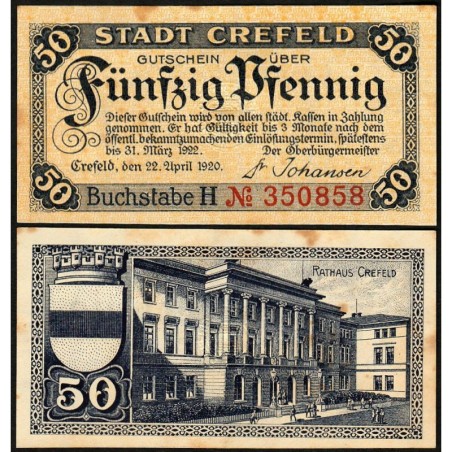 50 STADT CREFELD 50
GUTSCHEIN ÜBER
Fünfzig Pfennig
Dieser Gutschein wird von allen städt. Kassen in Zahlung
genommen. Er hat Gültigkeit bis 3 Monate nach dem
öffentl. bekanntzumachenden Einlösungstermin, spätestens
bis 31. März 1922. Der Oberbürgermeister
Crefeld, den 22. April 1920. Dr Johansen
50 Buchstabe H № 350858 50
RATHAUS CREFELD
50